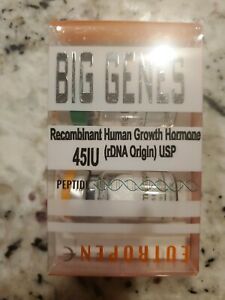 BIG GENES
Recombinant Human Growth Hormone
45IU (rDNA Origin) USP
PEPTID
EUTROPEN